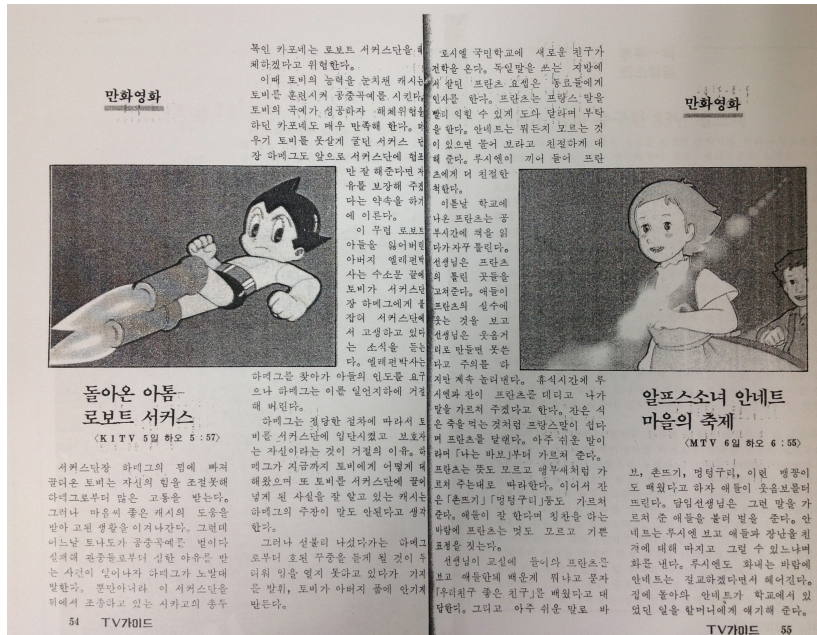 만화영화
돌아온 아톰
로보트 서커스
〈K1TV 5일 하오 5:57〉
서커스단장 하메그의 꾐에 빠져
끌려온 토비는 자신의 힘을 조절못해
하메그로부터 많은 고통을 받는다.
그러나 마음씨 좋은 캐시의 도움을
받아 고된 생활을 이겨나간다. 그런데
어느날 토나도가 공중곡예를 벌이다
실패해 관중들로부터 심한 야유를 받
는 사건이 일어나자 하메그가 노발대
발한다. 뿐만아니라 이 서커스단을
뒤에서 조종하고 있는 시카고의 총두
목인 카포네는 로보트 서커스단을 해
체하겠다고 위협한다.
이때 토비의 능력을 눈치챈 캐시는
토비를 훈련시켜 공중곡예를 시킨다.
토비의 곡예가 성공하자 해체위협을
하던 카포네도 매우 만족해 한다.
우기 토비를 못살게 굴던 서커스 단
장 하메그도 앞으로 서커스단에 협조
만 잘 해준다면 자
유를 보장해 주겠
다는 약속을 하기
에 이른다.
이 무렵 로보트
아들을 잃어버린
아버지 엘레펀박
사는 수소문 끝에
토비가 서커스단
장 하메그에게 붙
잡혀 서커스단에
서 고생하고 있다
는 소식을 듣는
다. 엘레펀박사는
하메그를 찾아가 아들의 인도를 요구
으나 하메그는 이를 일언지하에 거절
해 버린다.
하메그는 정당한 절차에 따라서 토
비를 서커스단에 입단시켰고 보호자
는 자신이라는 것이 거절의 이유. 하
메그가 지금까지 토비에게 어떻게 대
해왔으며 또 토비를 서커스단에 끌어
넣게 된 사실을 잘 알고 있는 캐시는
하메그의 주장이 말도 안된다고 생각
한다.
그러나 선불리 나섰다가는 하메그
로부터 호된 꾸중을 듣게 될 것이 두
려워 입을 열지 못하고 있다가 기지
를 발휘, 토비가 아버지 품에 안기게
만든다.
54 TV가이드
만화영화
알프스소녀 안네트
마을의 축제
〈MTV 6일 하오 6:55〉
로시엘 국민학교에 새로운 친구가
전학을 온다. 독일말을 쓰는 지방에
서 살던 프란츠 요셉은 동료들에게
인사를 한다. 프란츠는 프랑스 말을
빨리 익힐 수 있게 도와 달라며 부탁
을 한다. 안네트는 뭐든지 모르는 것
이 있으면 물어 보라고 친절하게 대
해 준다. 루시엔이 끼어 들어 프란
츠에게 더 친절한
척한다.
이튿날 학교에
나온 프란츠는 공
부시간에 책을 읽
다가 자꾸 틀린다.
선생님은 프란츠
의 틀린 곳들을
고쳐준다. 애들이
프란츠의 실수에
웃는 것을 보고
선생님은 웃음거
리로 만들면 못쓴
다고 주의를 하
지만 계속 놀려댄다. 휴식시간에 루
시엔과 잔이 프란츠를 데리고 나가
말을 가르쳐 주겠다고 한다. 잔은 식
은 죽을 먹는 것처럼 프랑스말이 쉽다
며 프란츠를 달랜다. 아주 쉬운 말이
라며 「나는 바보」부터 가르쳐 준다.
프란츠는 뜻도 모르고 앵무새처럼 가
르쳐 주는대로 따라한다. 이어서 잔
은 「촌뜨기」 「멍텅구리」등도 가르쳐
준다. 애들이 잘 한다며 칭찬을 하는
바람에 프란츠는 멋도 모르고 기쁜
표정을 짓는다.
선생님이 교실에 들어와 프란츠를
보고 애들한테 배운게 뭐냐고 묻자
「우리친구 좋은 친구」를 배웠다고 대
답한다. 그리고 아주 쉬운 말로 바
보, 촌뜨기, 멍텅구리, 이런 맹꽁이
도 배웠다고 하자 애들이 웃음보를터
뜨린다. 담임선생님은 그런 말을 가
르쳐 준 애들을 불러 벌을 준다. 안
네트는 루시엔 보고 애들과 장난을 친
것에 대해 따지고 그럴 수 있느냐며
화를 낸다. 루시엔도 화내는 바람에
안네트는 절교하겠다면서 헤어진다.
집에 돌아와 안네트가 학교에서 있
었던 일을 할머니에게 얘기해 준다.
TV가이드 55